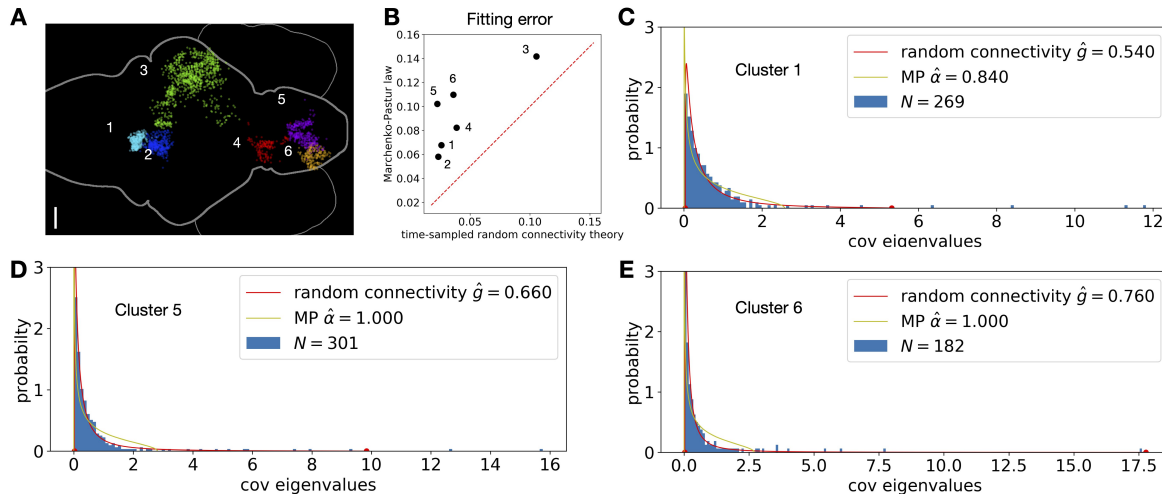 A
1
2
3
4
5
6
B
Fitting error
Marchenko-Pastur law
0.16
0.14
0.12
0.10
0.08
0.06
0.04
0.02
3
6
5
4
1
2
0.05
0.10
0.15
time-sampled random connectivity theory
C
probabilty
3
2
1
0
Cluster 1
random connectivity ĝ = 0.540
MP α̂ = 0.840
N = 269
0
2
4
6
8
10
12
cov eigenvalues
D
probabilty
3
2
1
0
Cluster 5
random connectivity ĝ = 0.660
MP α̂ = 1.000
N = 301
0
2
4
6
8
10
12
14
16
cov eigenvalues
E
probabilty
3
2
1
0
Cluster 6
random connectivity ĝ = 0.760
MP α̂ = 1.000
N = 182
0.0
2.5
5.0
7.5
10.0
12.5
15.0
17.5
cov eigenvalues